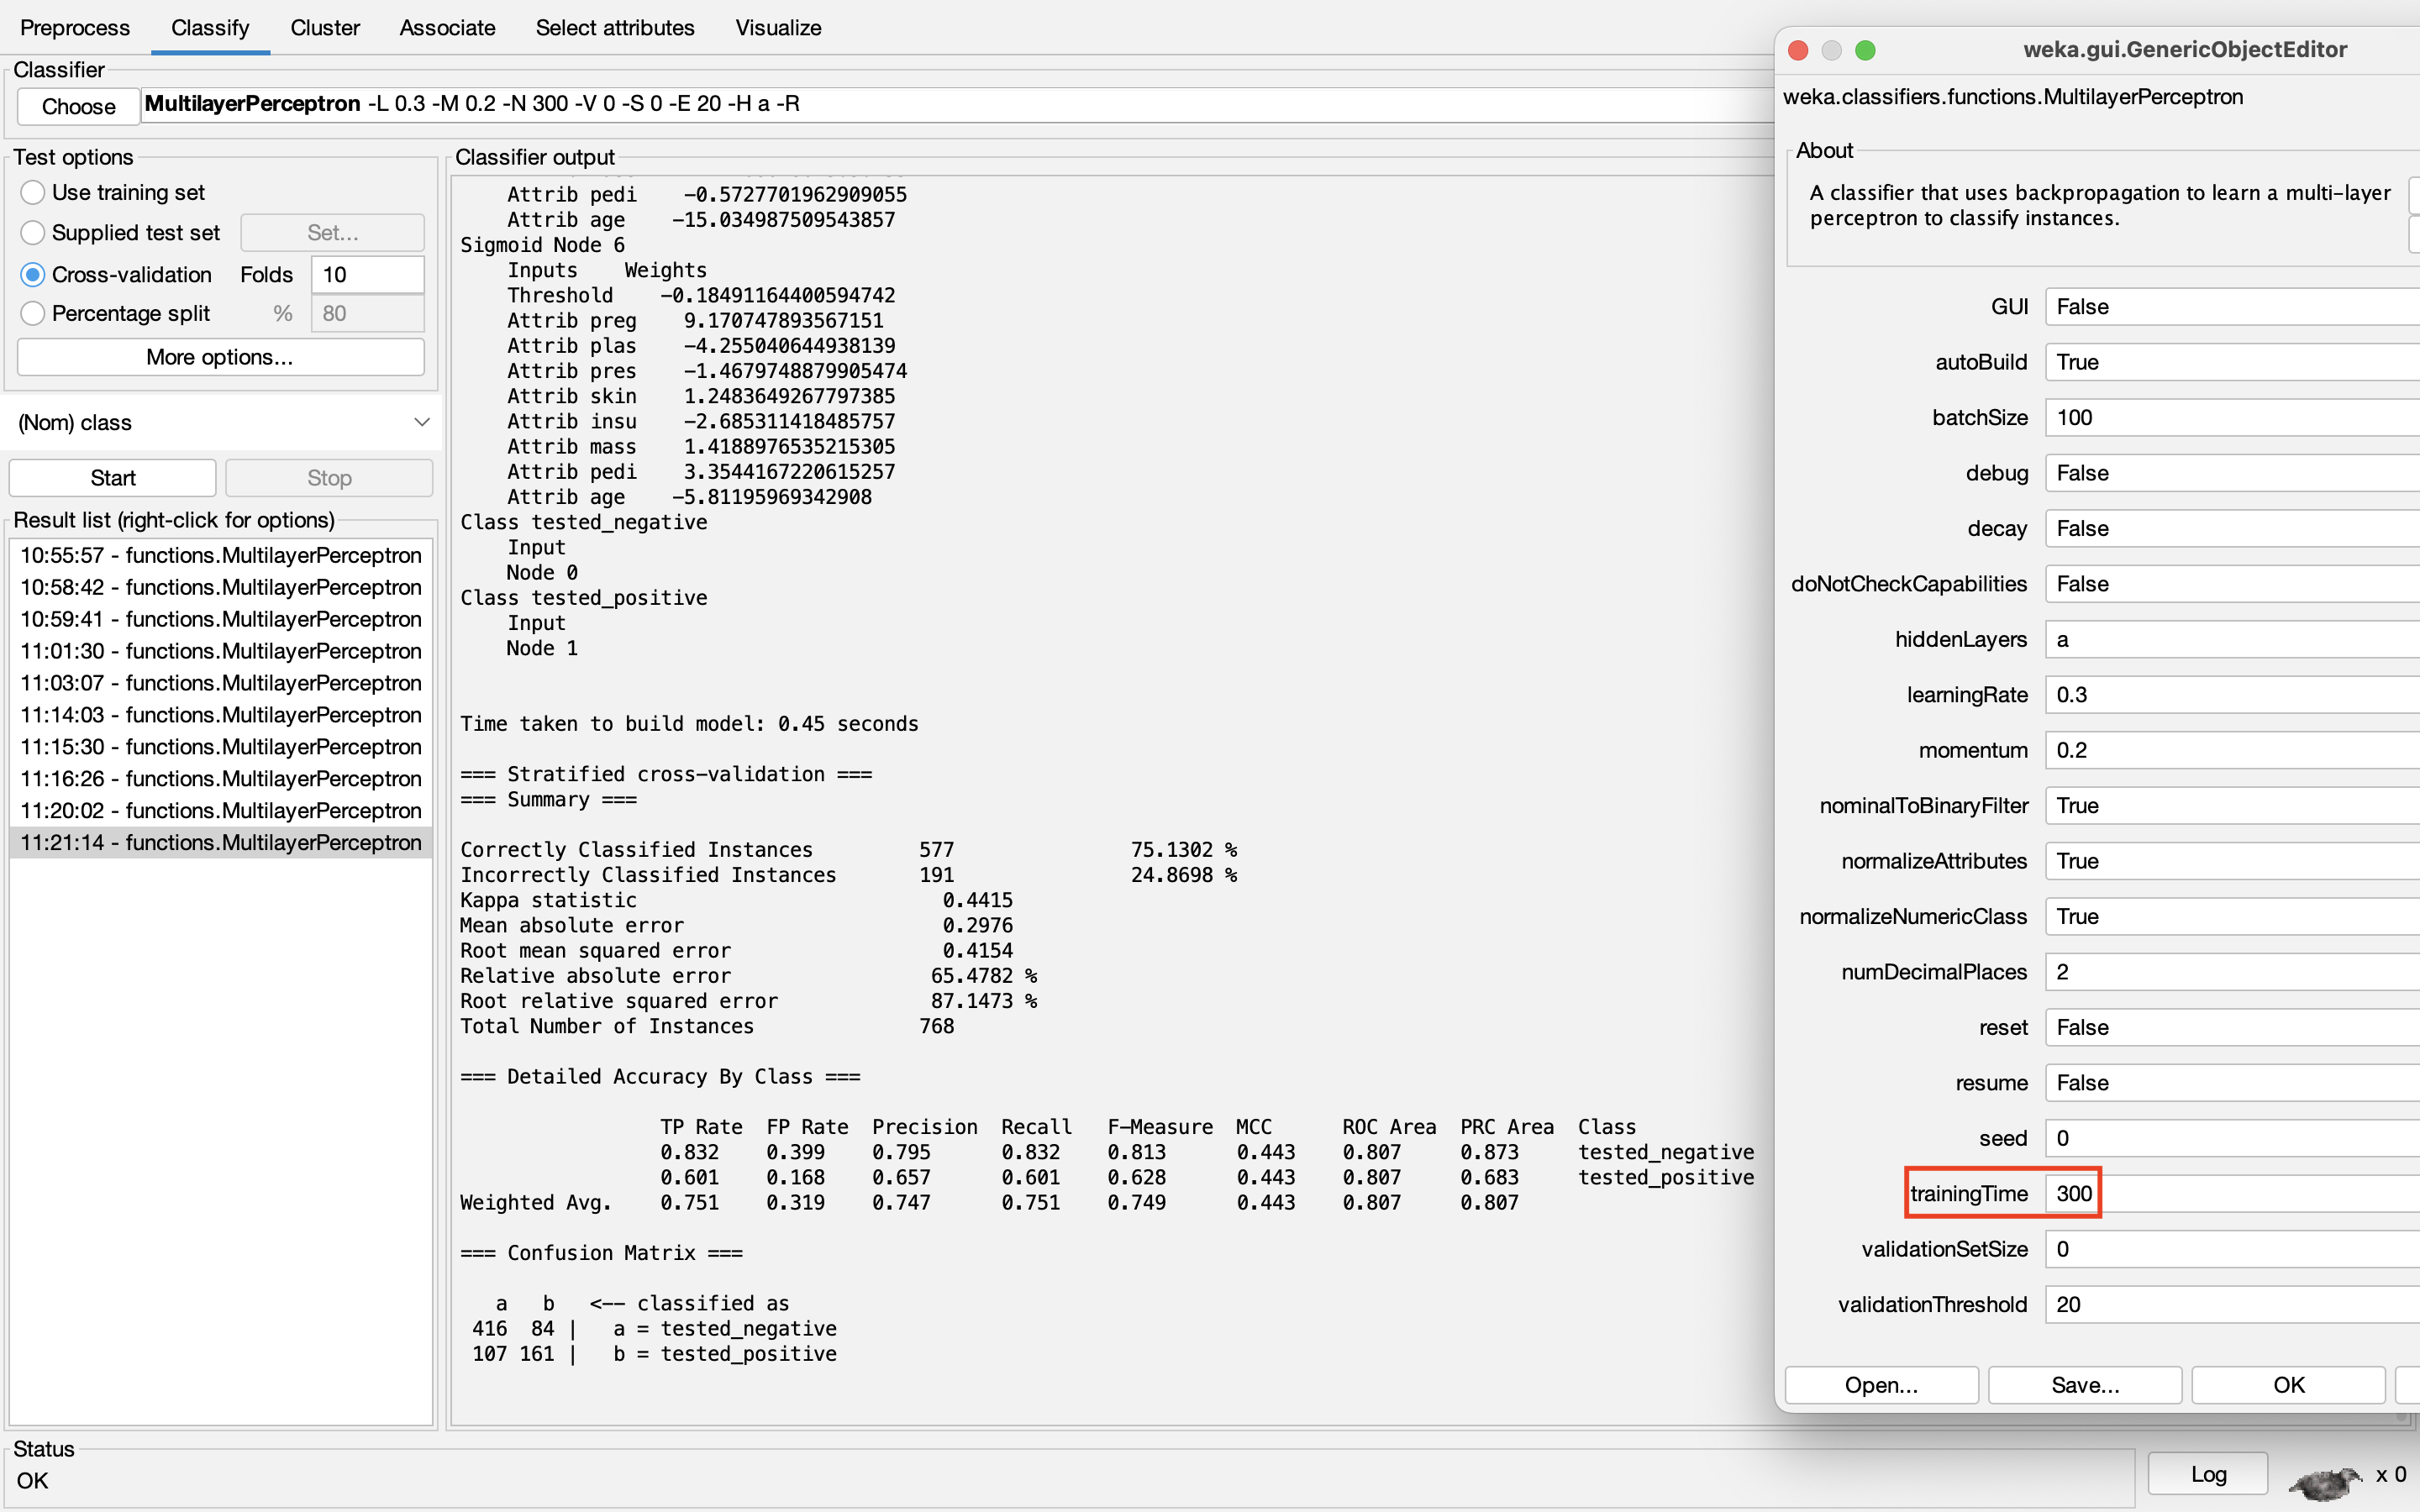 Preprocess Classify Cluster Associate Select attributes Visualize
Classifier
Choose MultilayerPerceptron -L 0.3 -M 0.2 -N 300 -V 0 -S 0 -E 20 -H a -R
Test options
Use training set
Supplied test set Set...
Cross-validation Folds 10
Percentage split % 80
More options...
(Nom) class
Start Stop
Result list (right-click for options)
10:55:57 - functions.MultilayerPerceptron
10:58:42 - functions.MultilayerPerceptron
10:59:41 - functions.MultilayerPerceptron
11:01:30 - functions.MultilayerPerceptron
11:03:07 - functions.MultilayerPerceptron
11:14:03 - functions.MultilayerPerceptron
11:15:30 - functions.MultilayerPerceptron
11:16:26 - functions.MultilayerPerceptron
11:20:02 - functions.MultilayerPerceptron
11:21:14 - functions.MultilayerPerceptron
Classifier output
Attrib pedi -0.5727701962909055
Attrib age -15.034987509543857
Sigmoid Node 6
Inputs Weights
Threshold -0.18491164400594742
Attrib preg 9.170747893567151
Attrib plas -4.255040644938139
Attrib pres -1.4679748879905474
Attrib skin 1.2483649267797385
Attrib insu -2.685311418485757
Attrib mass 1.4188976535215305
Attrib pedi 3.3544167220615257
Attrib age -5.81195969342908
Class tested_negative
Input
Node 0
Class tested_positive
Input
Node 1
Time taken to build model: 0.45 seconds
=== Stratified cross-validation ===
=== Summary ===
Correctly Classified Instances 577 75.1302 %
Incorrectly Classified Instances 191 24.8698 %
Kappa statistic 0.4415
Mean absolute error 0.2976
Root mean squared error 0.4154
Relative absolute error 65.4782 %
Root relative squared error 87.1473 %
Total Number of Instances 768
=== Detailed Accuracy By Class ===
TP Rate FP Rate Precision Recall F-Measure MCC ROC Area PRC Area Class
0.832 0.399 0.795 0.832 0.813 0.443 0.807 0.873 tested_negative
0.601 0.168 0.657 0.601 0.628 0.443 0.807 0.683 tested_positive
Weighted Avg. 0.751 0.319 0.747 0.751 0.749 0.443 0.807 0.807
=== Confusion Matrix ===
a b <-- classified as
416 84 | a = tested_negative
107 161 | b = tested_positive
weka.gui.GenericObjectEditor
weka.classifiers.functions.MultilayerPerceptron
About
A classifier that uses backpropagation to learn a multi-layer
perceptron to classify instances.
GUI False
autoBuild True
batchSize 100
debug False
decay False
doNotCheckCapabilities False
hiddenLayers a
learningRate 0.3
momentum 0.2
nominalToBinaryFilter True
normalizeAttributes True
normalizeNumericClass True
numDecimalPlaces 2
reset False
resume False
seed 0
trainingTime 300
validationSetSize 0
validationThreshold 20
Open... Save... OK
Status
OK
Log x 0